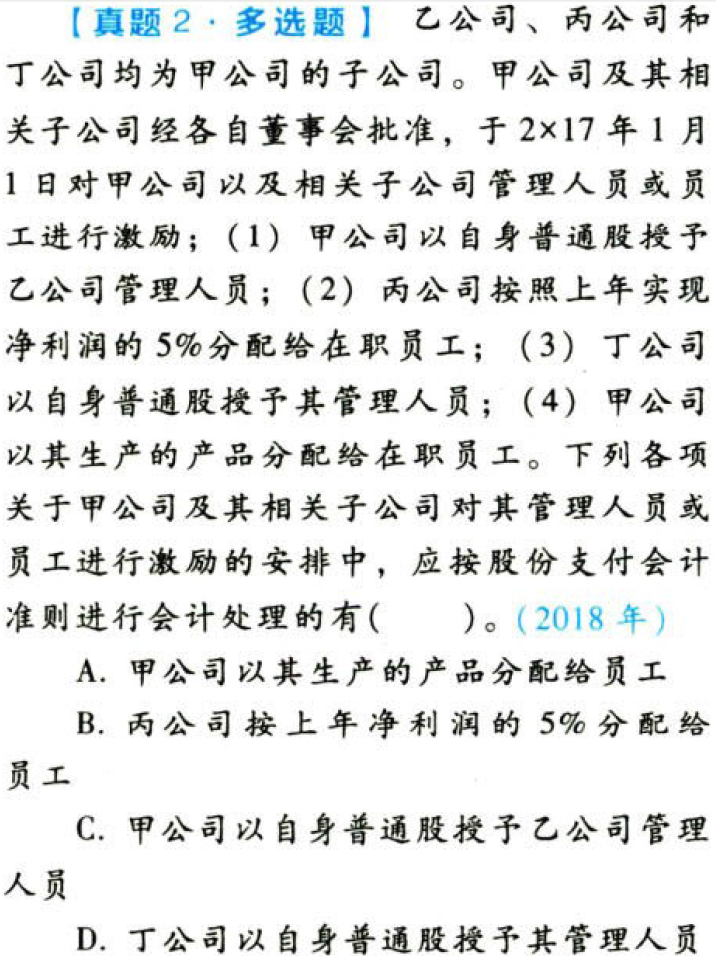 【真题2·多选题】 乙公司、丙公司和
丁公司均为甲公司的子公司。甲公司及其相
关子公司经各自董事会批准，于2×17年1月
1日对甲公司以及相关子公司管理人员或员
工进行激励；（1）甲公司以自身普通股授予
乙公司管理人员；（2）丙公司按照上年实现
净利润的5%分配给在职员工；（3）丁公司
以自身普通股授予其管理人员；（4）甲公司
以其生产的产品分配给在职员工。下列各项
关于甲公司及其相关子公司对其管理人员或
员工进行激励的安排中，应按股份支付会计
准则进行会计处理的有(  )。(2018年)
A. 甲公司以其生产的产品分配给员工
B. 丙公司按上年净利润的5%分配给
员工
C. 甲公司以自身普通股授予乙公司管理
人员
D. 丁公司以自身普通股授予其管理人员